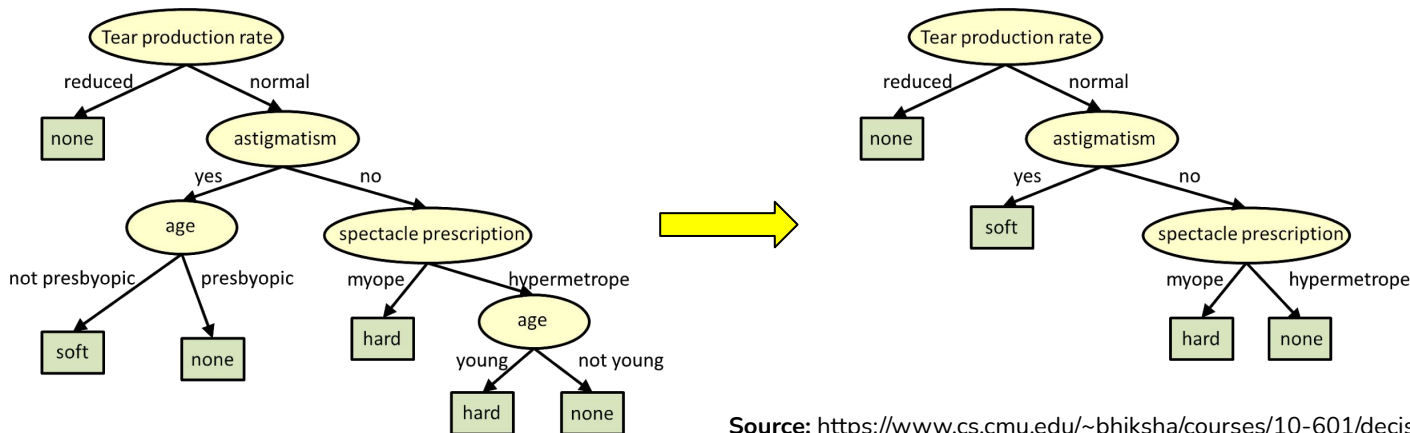 Tear production rate
reduced
normal
none
astigmatism
yes
no
age
spectacle prescription
not presbyopic
presbyopic
myope
hypermetrope
soft
none
hard
age
young
not young
hard
none
Tear production rate
reduced
normal
none
astigmatism
yes
no
soft
spectacle prescription
myope
hypermetrope
hard
none
Source: https://www.cs.cmu.edu/~bhiksha/courses/10-601/decis